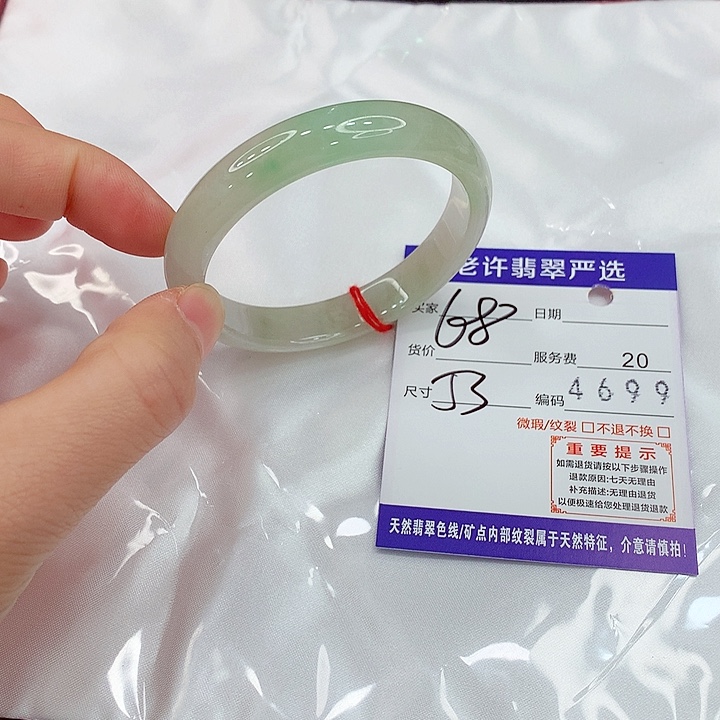 老许翡翠严选
买家 68 日期
货价 服务费 20
尺寸 53 编码 4699
微瑕/纹裂 □ 不退不换 □
重要提示
如需退货请按以下步骤操作
退款原因:七天无理由
补充描述:无理由退货
以便极速给您处理退货退款
天然翡翠色线/矿点内部纹裂属于天然特征，介意请慎拍!